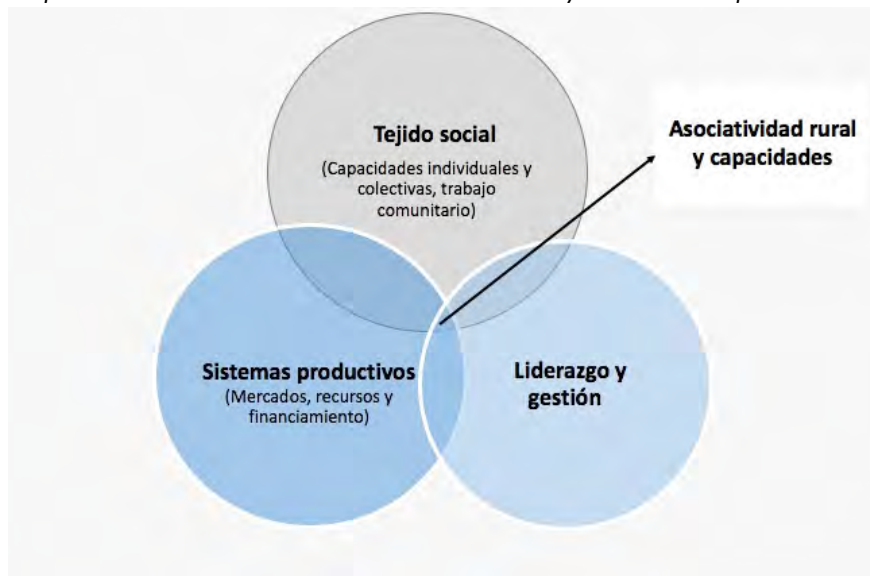 Tejido social
(Capacidades individuales y
colectivas, trabajo
comunitario)
Asociatividad rural
y capacidades
Sistemas productivos
(Mercados, recursos y
financiamiento)
Liderazgo y
gestión